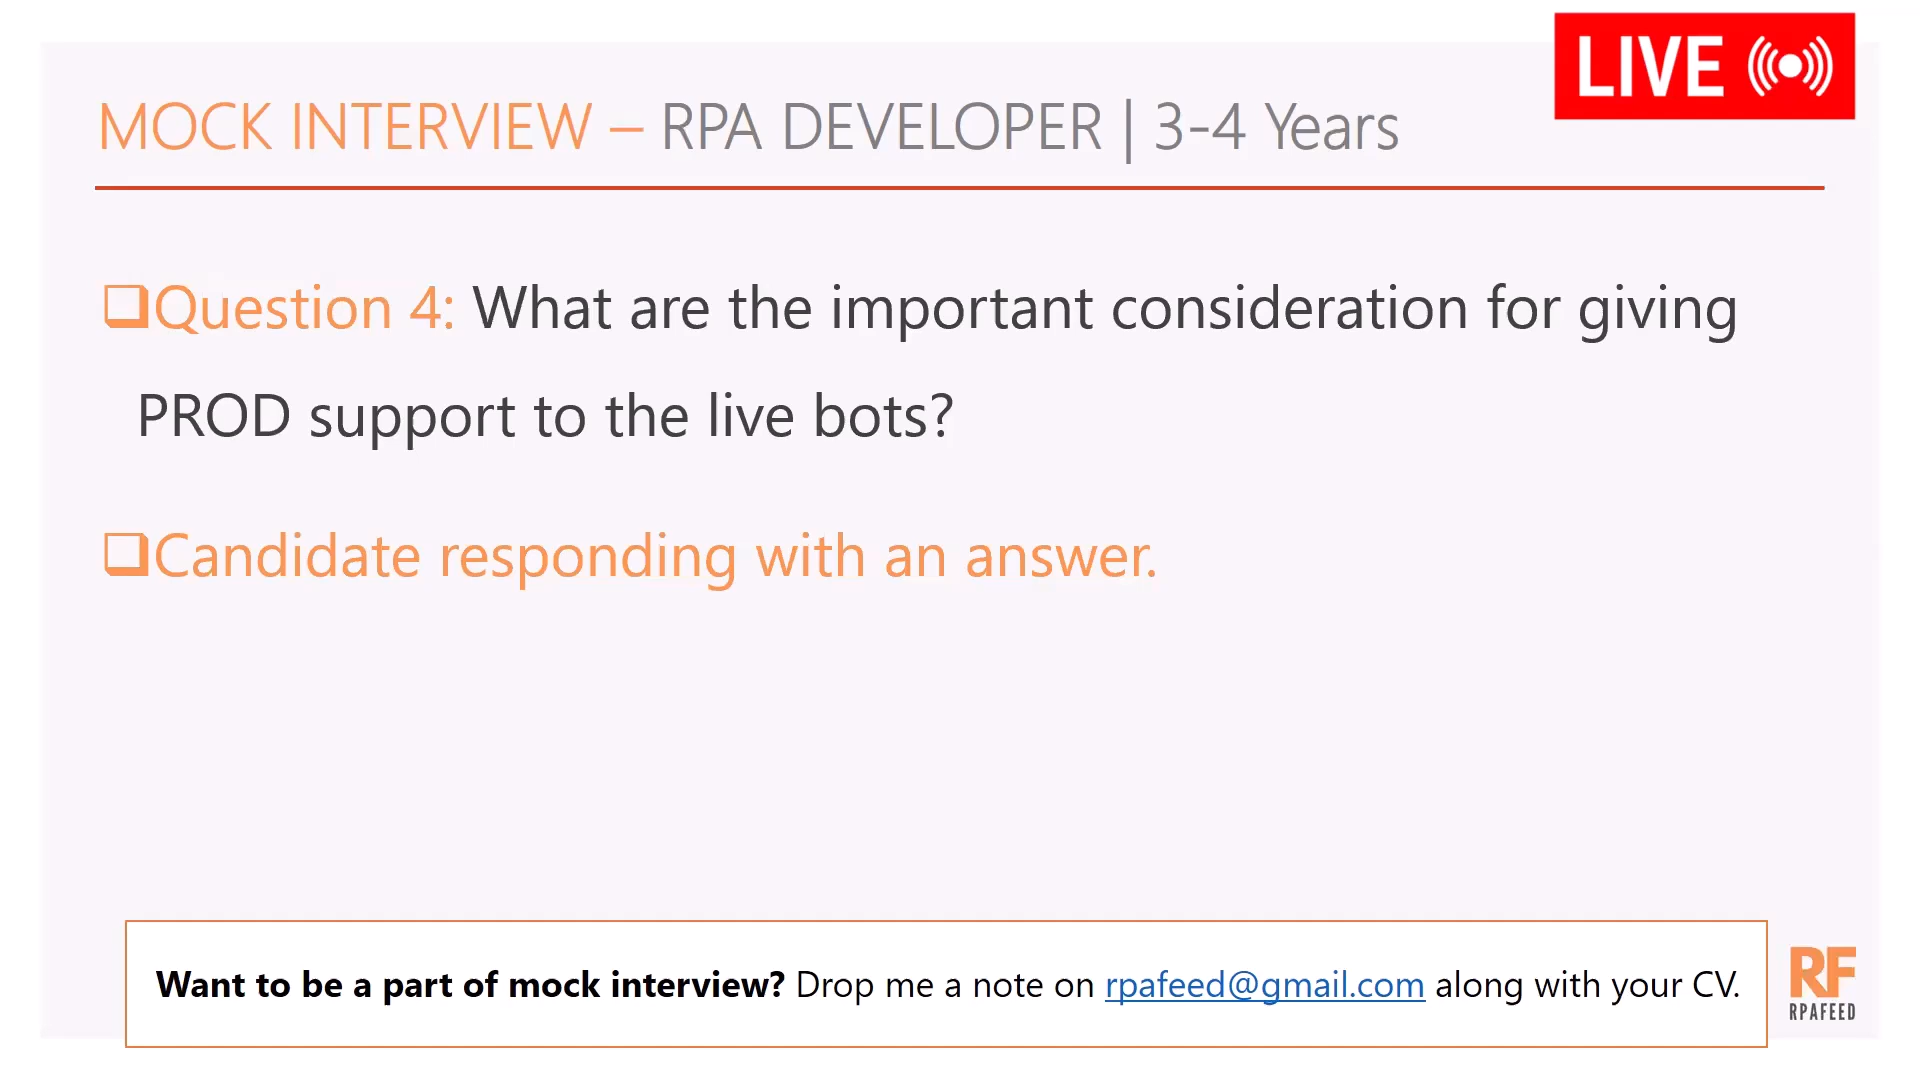 LIVE
MOCK INTERVIEW – RPA DEVELOPER | 3-4 Years
❑Question 4: What are the important consideration for giving
PROD support to the live bots?
❑Candidate responding with an answer.
Want to be a part of mock interview? Drop me a note on rpafeed@gmail.com along with your CV.
RF
RPAFEED